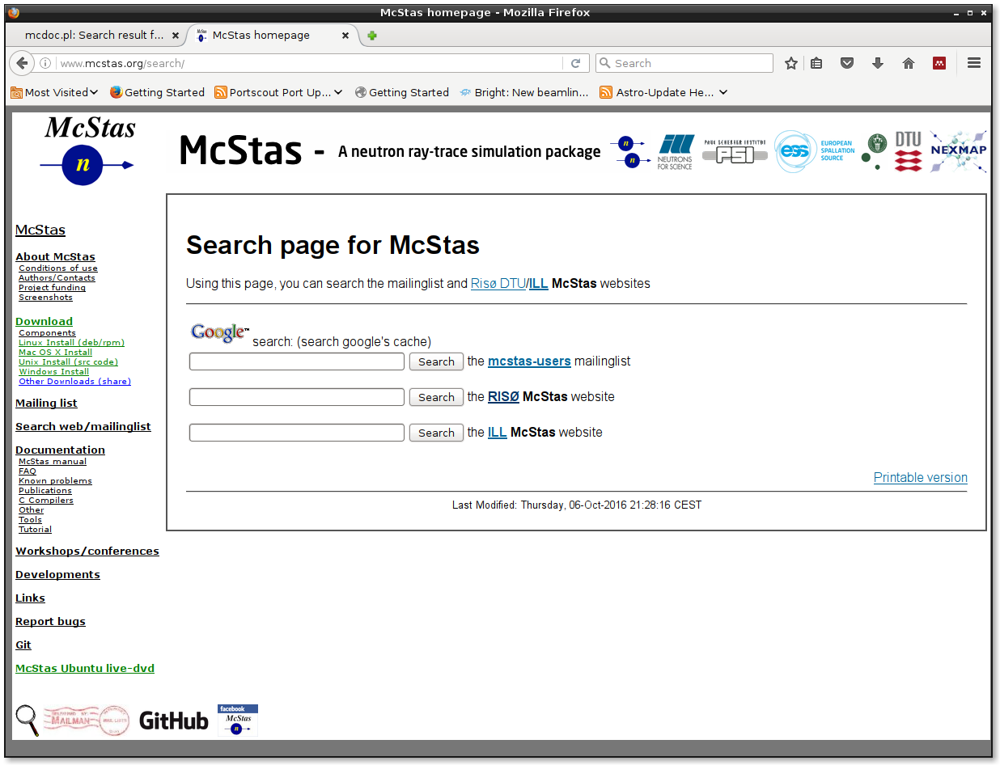 McStas homepage - Mozilla Firefox
mcdoc.pl: Search result f...
McStas homepage
www.mcstas.org/search/
Search
Most Visited
Getting Started
Portscout Port Up...
Getting Started
Bright: New beamlin...
Astro-Update He...
McStas
n
McStas - A neutron ray-trace simulation package
n
n
ill
NEUTRONS
FOR SCIENCE
PAUL SCHERRER INSTITUT
PSI
ess
EUROPEAN
SPALLATION
SOURCE
DTU
NEXMAP
McStas
About McStas
Conditions of use
Authors/Contacts
Project funding
Screenshots
Download
Components
Linux Install (deb/rpm)
Mac OS X Install
Unix Install (src code)
Windows Install
Other Downloads (share)
Mailing list
Search web/mailinglist
Documentation
McStas manual
FAQ
Known problems
Publications
C Compilers
Other
Tools
Tutorial
Workshops/conferences
Developments
Links
Report bugs
Git
McStas Ubuntu live-dvd
Search page for McStas
Using this page, you can search the mailinglist and Risø DTU/ILL McStas websites
Google™ search: (search google's cache)
Search the mcstas-users mailinglist
Search the RISØ McStas website
Search the ILL McStas website
Printable version
Last Modified: Thursday, 06-Oct-2016 21:28:16 CEST
DELIVERED BY
MAILMAN
GitHub
facebook
McStas
n